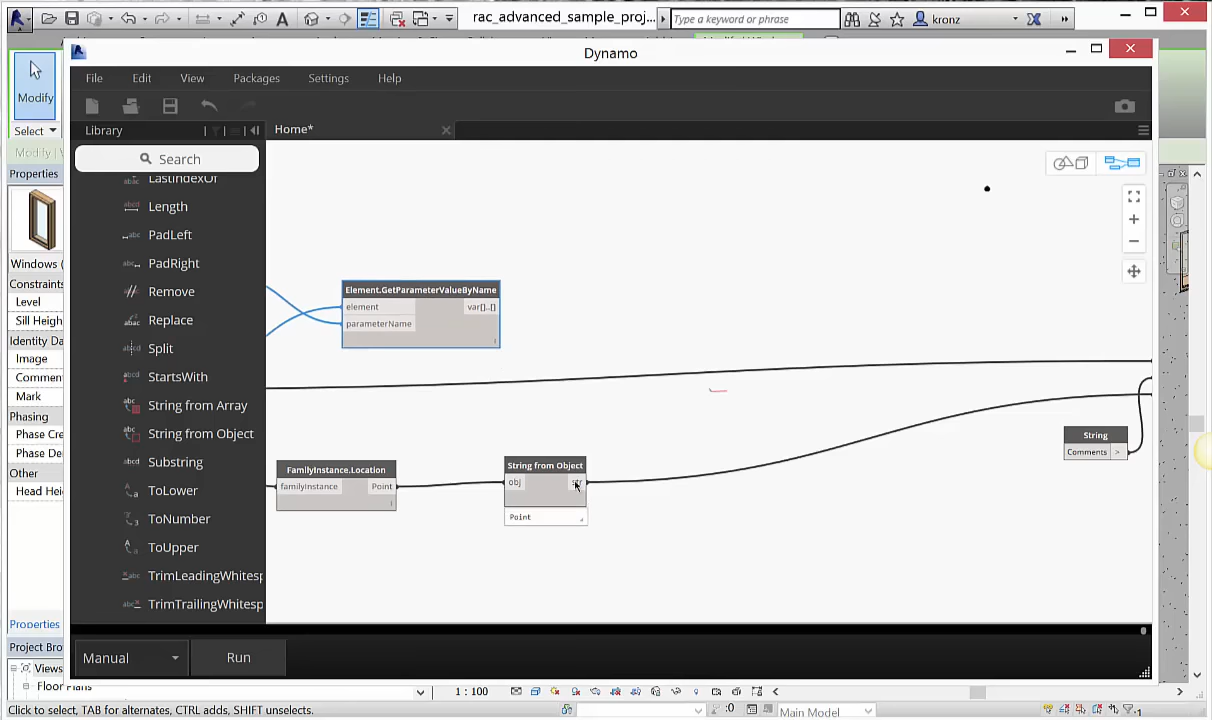 rac_advanced_sample_proj...
Type a keyword or phrase
kronz
Dynamo
Modify
Select
File
Edit
View
Packages
Settings
Help
Library
Home*
Search
LastIndexOf
Length
PadLeft
PadRight
Remove
Replace
Split
StartsWith
String from Array
String from Object
Substring
ToLower
ToNumber
ToUpper
TrimLeadingWhitesp
TrimTrailingWhitesp
Properties
Windows (
Constraints
Level
Sill Heigh
Identity Da
Image
Commen
Mark
Phasing
Phase Cre
Phase De
Other
Head Hei
Properties
Project Bro
Views
Floor Plans
Element.GetParameterValueByName
element
var[]..[]
parameterName
FamilyInstance.Location
familyInstance
Point
String from Object
obj
str
Point
String
Comments
>
Manual
Run
1 : 100
Click to select, TAB for alternates, CTRL adds, SHIFT unselects.
:0
Main Model
:1